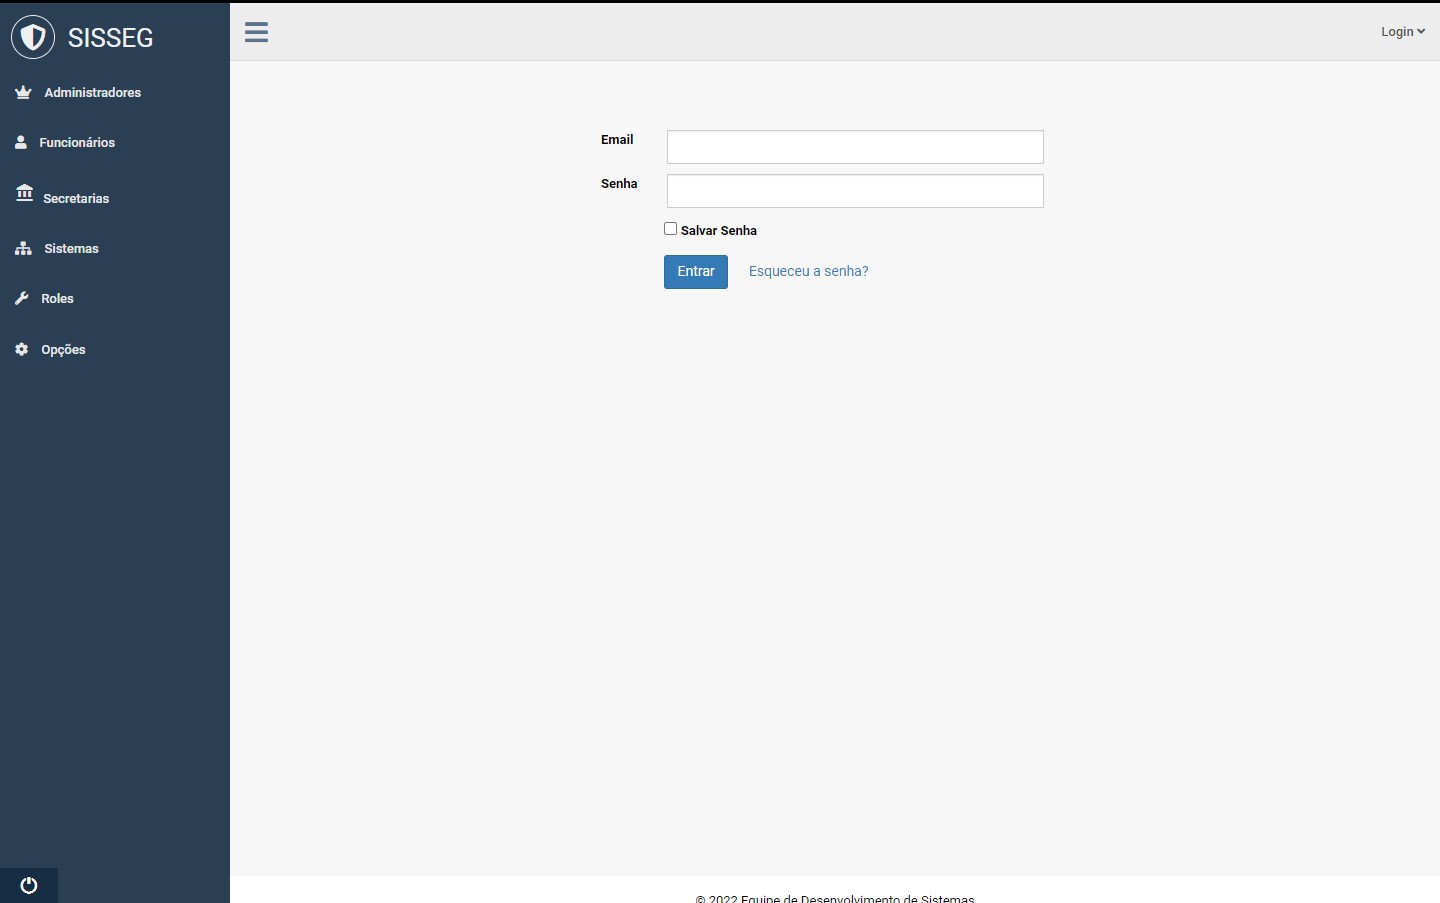 SISSEG
Login
Administradores
Funcionários
Secretarias
Sistemas
Roles
Opções
Email
Senha
Salvar Senha
Entrar
Esqueceu a senha?
© 2022 Equipe de Desenvolvimento de Sistemas